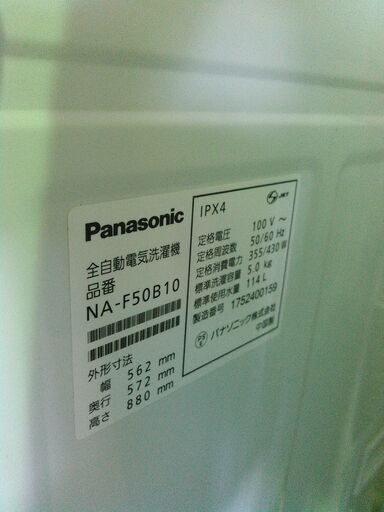 Panasonic
全自動電気洗濯機
品番
NA-F50B10
外形寸法
幅 562 mm
奥行 572 mm
高さ 880 mm
IPX4
JET
定格電圧 100 V ~
定格周波数 50/60 Hz
定格消費電力 355/430 W
標準洗濯容量 5.0 kg
標準使用水量 114 L
製造番号 1752400159
PS
E
パナソニック株式会社
中国製